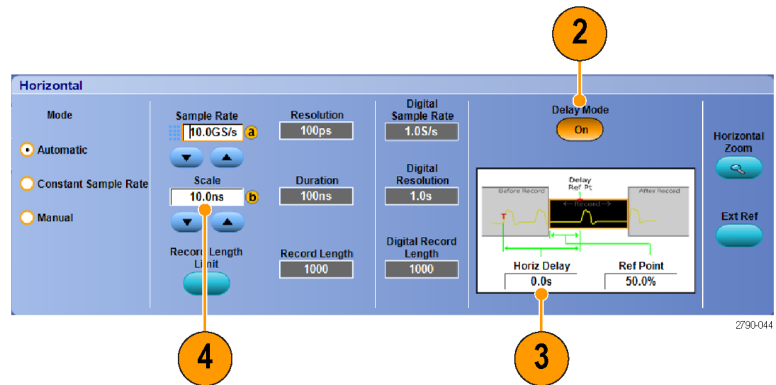 2
Horizontal
Mode
Automatic
Constant Sample Rate
Manual
Sample Rate
10.0GS/s
a
Scale
10.0ns
b
Record Length
Limit
Resolution
100ps
Duration
100ns
Record Length
1000
Digital
Sample Rate
1.0S/s
Digital
Resolution
1.0s
Digital Record
Length
1000
Delay Mode
On
Delay
Ref Pt
Before Record
Record
After Record
T
Horiz Delay
0.0s
Ref Point
50.0%
Horizontal
Zoom
Ext Ref
2790-044
4
3